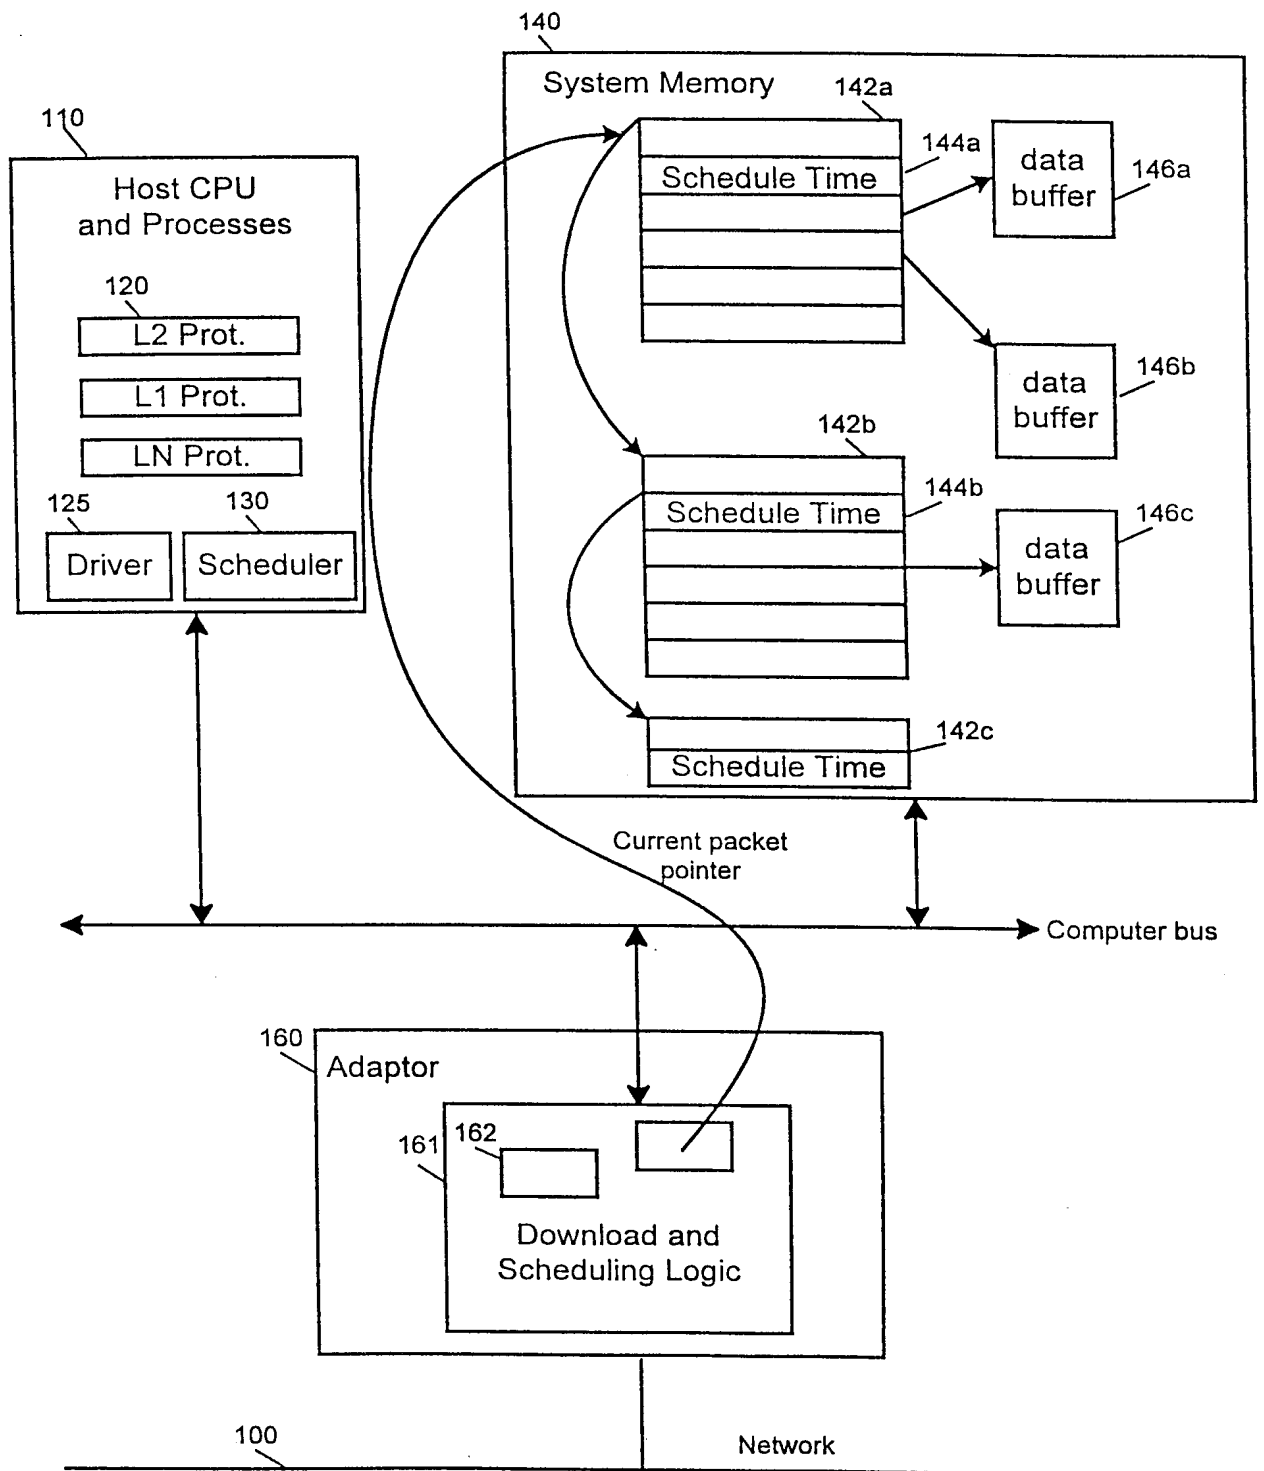 140
System Memory
142a
144a
Schedule Time
data
buffer
146a
110
Host CPU
and Processes
120
L2 Prot.
L1 Prot.
LN Prot.
125
130
Driver
Scheduler
data
buffer
146b
142b
144b
Schedule Time
data
buffer
146c
142c
Schedule Time
Current packet
pointer
Computer bus
160
Adaptor
161
162
Download and
Scheduling Logic
100
Network